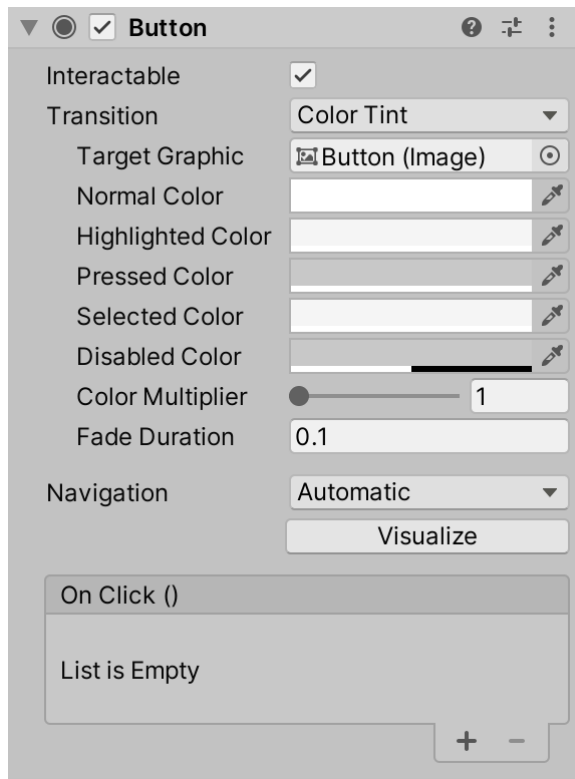 Button
Interactable
Transition Color Tint
Target Graphic Button (Image)
Normal Color
Highlighted Color
Pressed Color
Selected Color
Disabled Color
Color Multiplier 1
Fade Duration 0.1
Navigation Automatic
Visualize
On Click ()
List is Empty